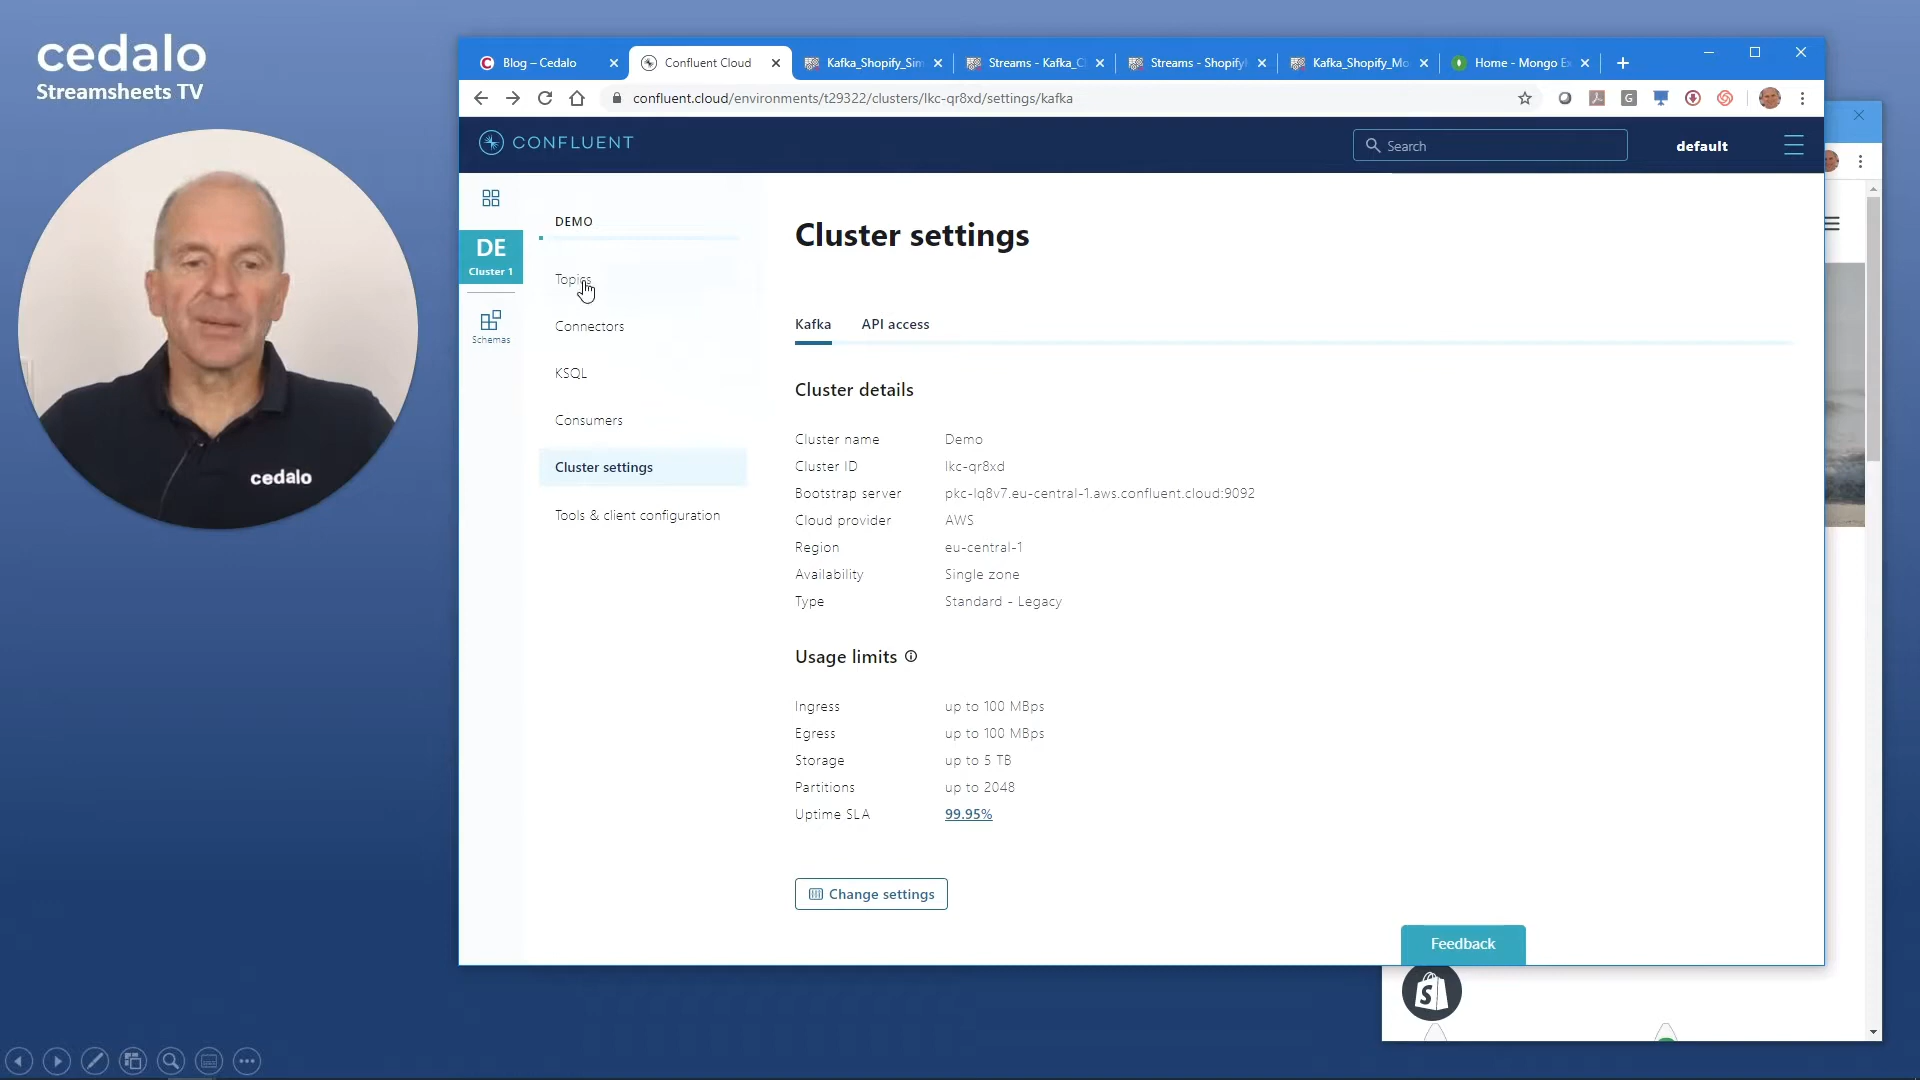 cedalo
Streamsheets TV
cedalo
Blog – Cedalo
Confluent Cloud
Kafka_Shopify_Sim
Streams - Kafka_C
Streams - Shopify
Kafka_Shopify_Mo
Home - Mongo Ex
confluent.cloud/environments/t29322/clusters/lkc-qr8xd/settings/kafka
CONFLUENT
Search
default
DE
Cluster 1
Schemas
DEMO
Topics
Connectors
KSQL
Consumers
Cluster settings
Tools & client configuration
Cluster settings
Kafka API access
Cluster details
Cluster name Demo
Cluster ID lkc-qr8xd
Bootstrap server pkc-lq8v7.eu-central-1.aws.confluent.cloud:9092
Cloud provider AWS
Region eu-central-1
Availability Single zone
Type Standard - Legacy
Usage limits
Ingress up to 100 MBps
Egress up to 100 MBps
Storage up to 5 TB
Partitions up to 2048
Uptime SLA 99.95%
Change settings
Feedback